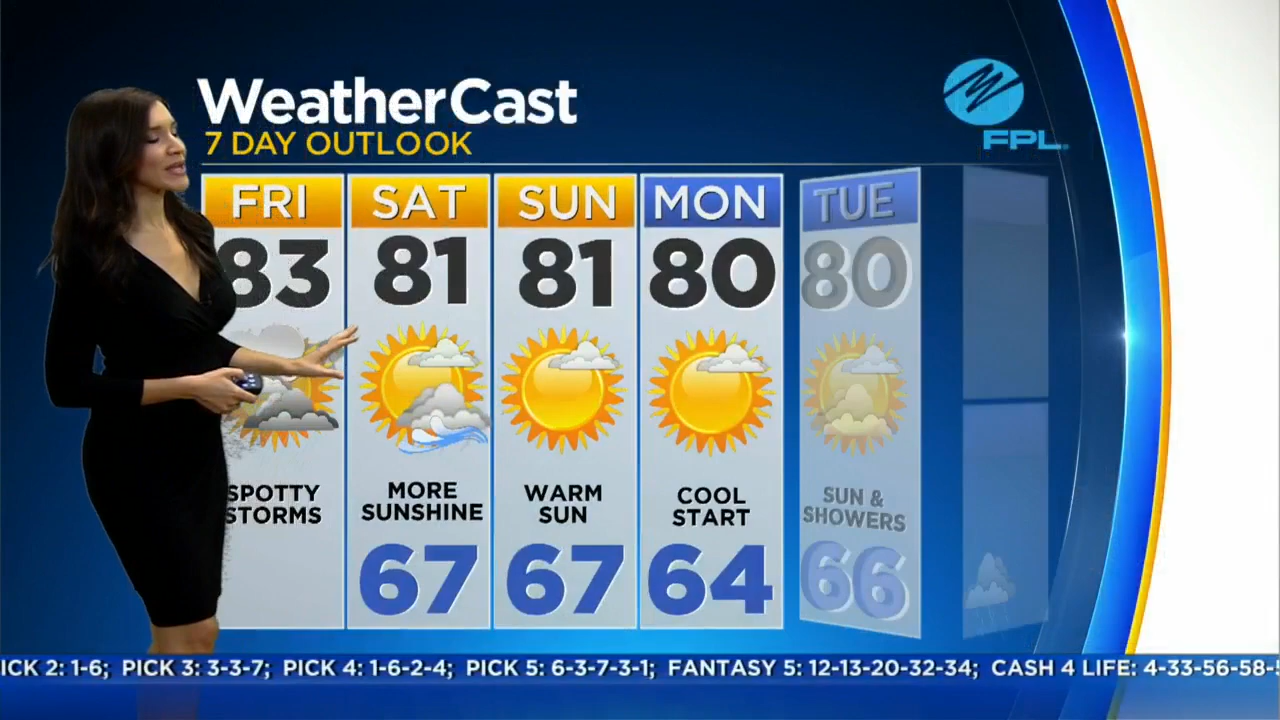 WeatherCast
7 DAY OUTLOOK
FPL.
FRI
SAT
SUN
MON
TUE
83
81
81
80
80
SPOTTY STORMS
MORE SUNSHINE
WARM SUN
COOL START
SUN & SHOWERS
67
67
64
66
ICK 2: 1-6; PICK 3: 3-3-7; PICK 4: 1-6-2-4; PICK 5: 6-3-7-3-1; FANTASY 5: 12-13-20-32-34; CASH 4 LIFE: 4-33-56-58-